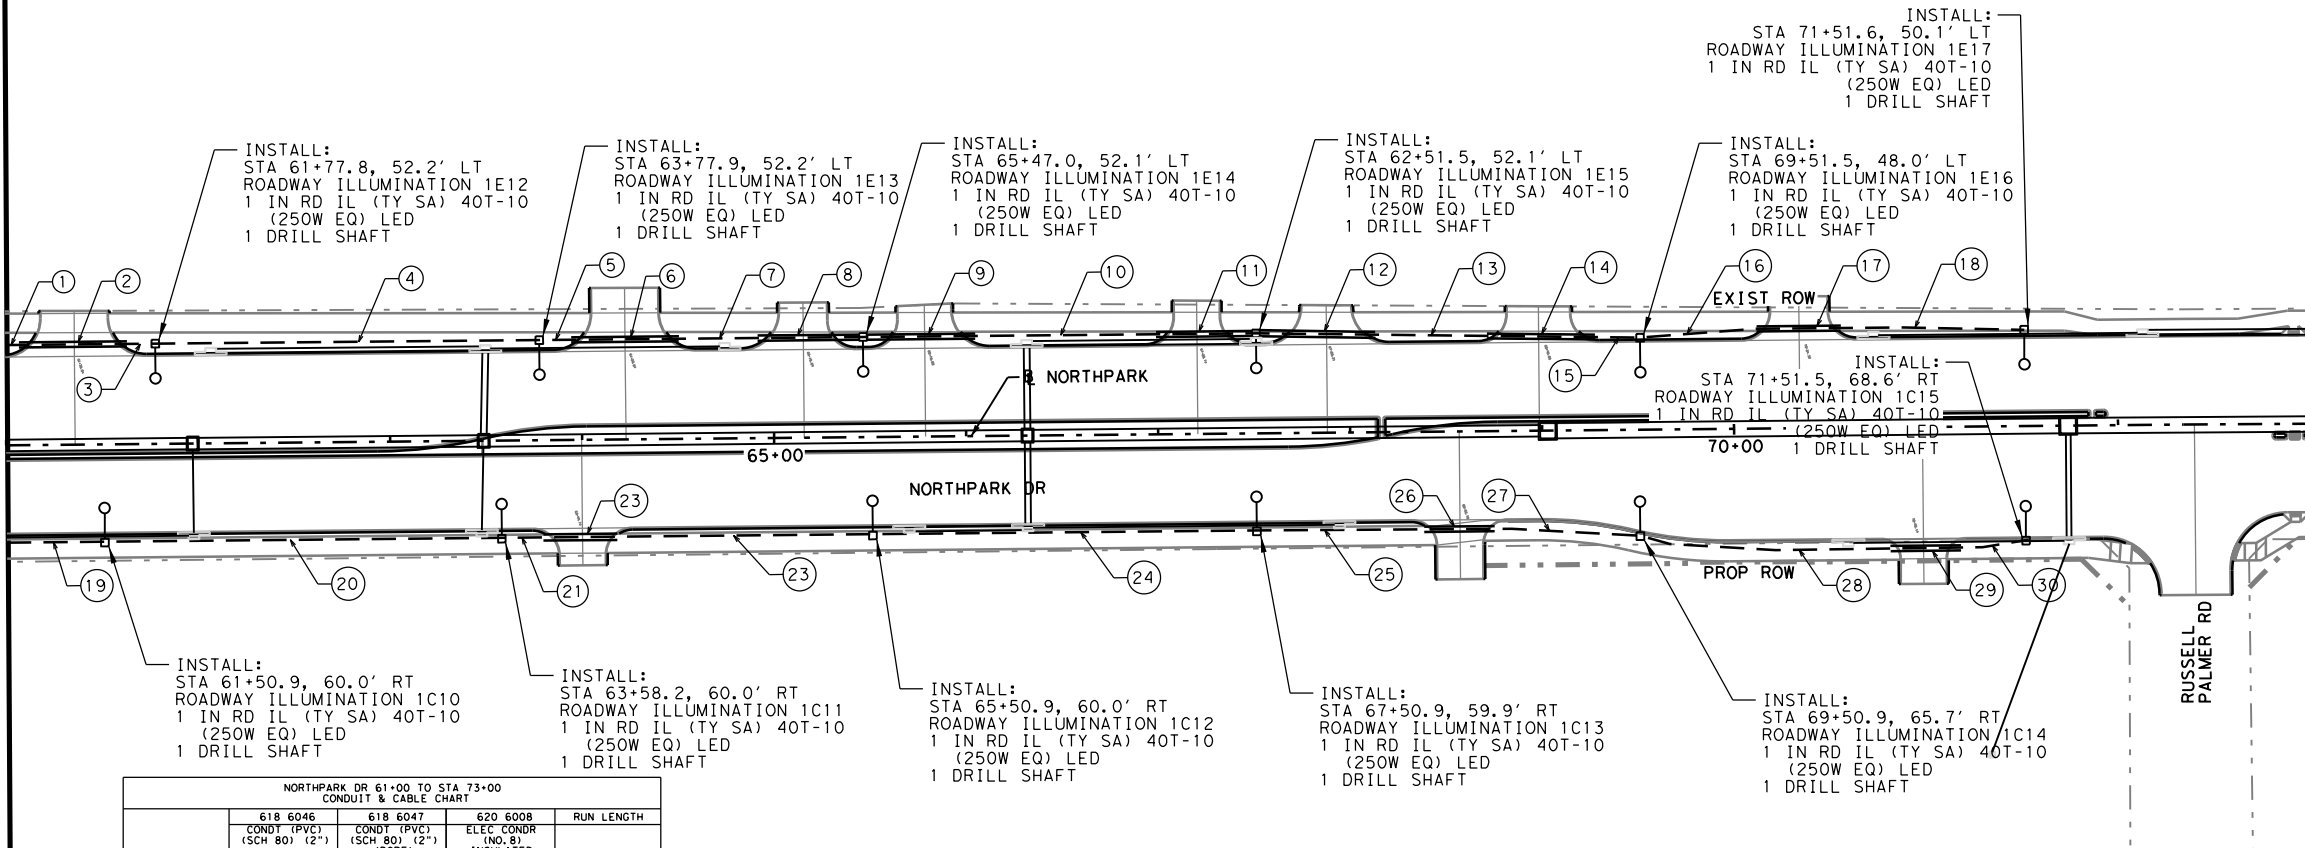 INSTALL:
STA 71+51.6, 50.1' LT
ROADWAY ILLUMINATION 1E17
1 IN RD IL (TY SA) 40T-10
(250W EQ) LED
1 DRILL SHAFT
INSTALL:
STA 61+77.8, 52.2' LT
ROADWAY ILLUMINATION 1E12
1 IN RD IL (TY SA) 40T-10
(250W EQ) LED
1 DRILL SHAFT
INSTALL:
STA 63+77.9, 52.2' LT
ROADWAY ILLUMINATION 1E13
1 IN RD IL (TY SA) 40T-10
(250W EQ) LED
1 DRILL SHAFT
INSTALL:
STA 65+47.0, 52.1' LT
ROADWAY ILLUMINATION 1E14
1 IN RD IL (TY SA) 40T-10
(250W EQ) LED
1 DRILL SHAFT
INSTALL:
STA 62+51.5, 52.1' LT
ROADWAY ILLUMINATION 1E15
1 IN RD IL (TY SA) 40T-10
(250W EQ) LED
1 DRILL SHAFT
INSTALL:
STA 69+51.5, 48.0' LT
ROADWAY ILLUMINATION 1E16
1 IN RD IL (TY SA) 40T-10
(250W EQ) LED
1 DRILL SHAFT
1
2
3
4
5
6
7
8
9
10
11
12
13
14
15
16
17
18
EXIST ROW
NORTHPARK
INSTALL:
STA 71+51.5, 68.6' RT
ROADWAY ILLUMINATION 1C15
1 IN RD IL (TY SA) 40T-10
(250W EQ) LED
1 DRILL SHAFT
65+00
70+00
NORTHPARK DR
19
20
21
23
23
24
25
26
27
28
29
30
PROP ROW
RUSSELL
PALMER RD
INSTALL:
STA 61+50.9, 60.0' RT
ROADWAY ILLUMINATION 1C10
1 IN RD IL (TY SA) 40T-10
(250W EQ) LED
1 DRILL SHAFT
INSTALL:
STA 63+58.2, 60.0' RT
ROADWAY ILLUMINATION 1C11
1 IN RD IL (TY SA) 40T-10
(250W EQ) LED
1 DRILL SHAFT
INSTALL:
STA 65+50.9, 60.0' RT
ROADWAY ILLUMINATION 1C12
1 IN RD IL (TY SA) 40T-10
(250W EQ) LED
1 DRILL SHAFT
INSTALL:
STA 67+50.9, 59.9' RT
ROADWAY ILLUMINATION 1C13
1 IN RD IL (TY SA) 40T-10
(250W EQ) LED
1 DRILL SHAFT
INSTALL:
STA 69+50.9, 65.7' RT
ROADWAY ILLUMINATION 1C14
1 IN RD IL (TY SA) 40T-10
(250W EQ) LED
1 DRILL SHAFT
NORTHPARK DR 61+00 TO STA 73+00
CONDUIT & CABLE CHART
618 6046 618 6047 620 6008 RUN LENGTH
CONDT (PVC) CONDT (PVC) ELEC CONDR
(SCH 80) (2") (SCH 80) (2") (NO.8)